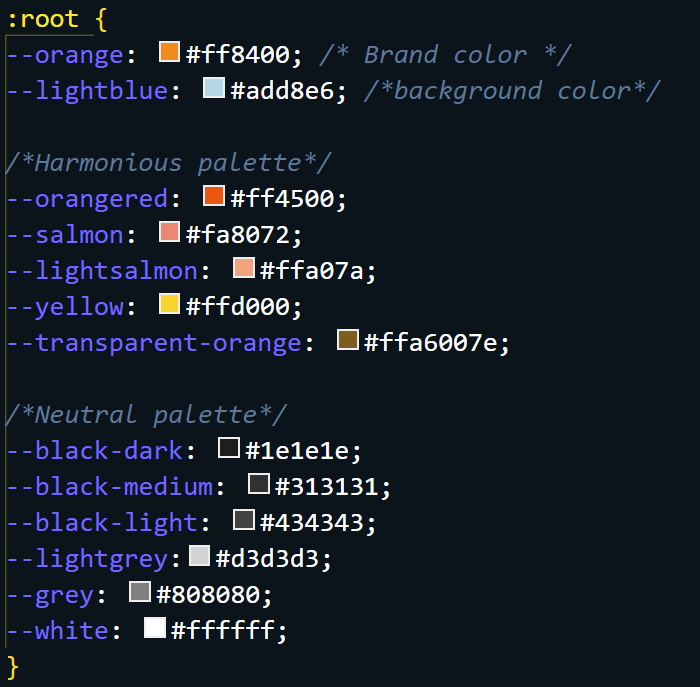 :root {
--orange: #ff8400; /* Brand color */
--lightblue: #add8e6; /*background color*/
/*Harmonious palette*/
--orangered: #ff4500;
--salmon: #fa8072;
--lightsalmon: #ffa07a;
--yellow: #ffd000;
--transparent-orange: #ffa6007e;
/*Neutral palette*/
--black-dark: #1e1e1e;
--black-medium: #313131;
--black-light: #434343;
--lightgrey: #d3d3d3;
--grey: #808080;
--white: #ffffff;
}